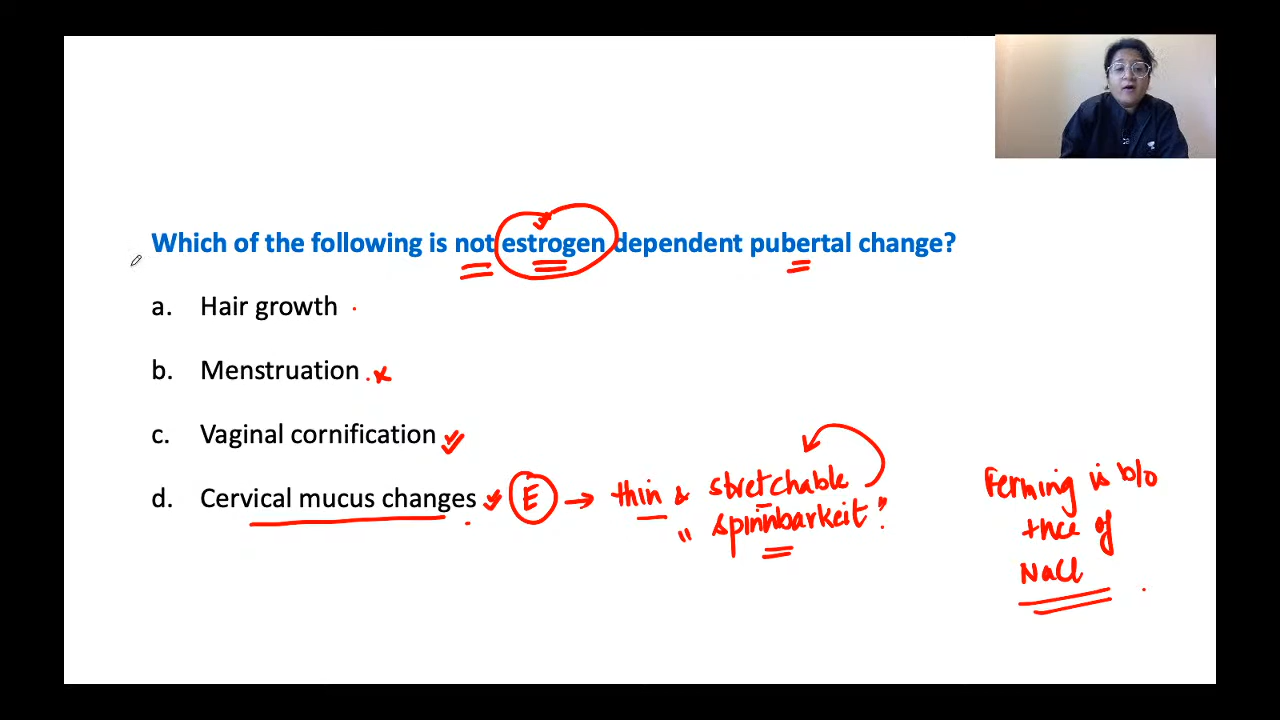 Which of the following is not estrogen dependent pubertal change?
a. Hair growth
b. Menstruation
c. Vaginal cornification
d. Cervical mucus changes E → thin & stretchable
"spinnbarkeit"
Ferning is b/o
+nce of
NaCl